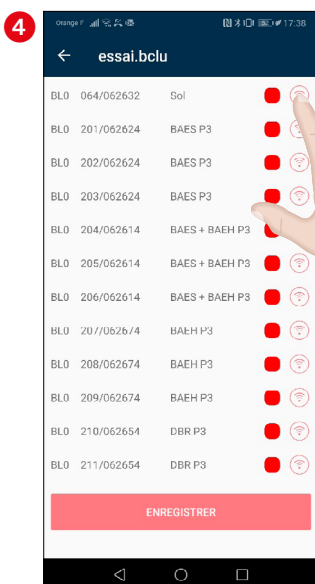 4
Orange F 17:38
essai.bclu
BL0 064/062632 Sol
BL0 201/062624 BAES P3
BL0 202/062624 BAES P3
BL0 203/062624 BAES P3
BL0 204/062614 BAES + BAEH P3
BL0 205/062614 BAES + BAEH P3
BL0 206/062614 BAES + BAEH P3
BL0 207/062674 BAEH P3
BL0 208/062674 BAEH P3
BL0 209/062674 BAEH P3
BL0 210/062654 DBR P3
BL0 211/062654 DBR P3
ENREGISTRER